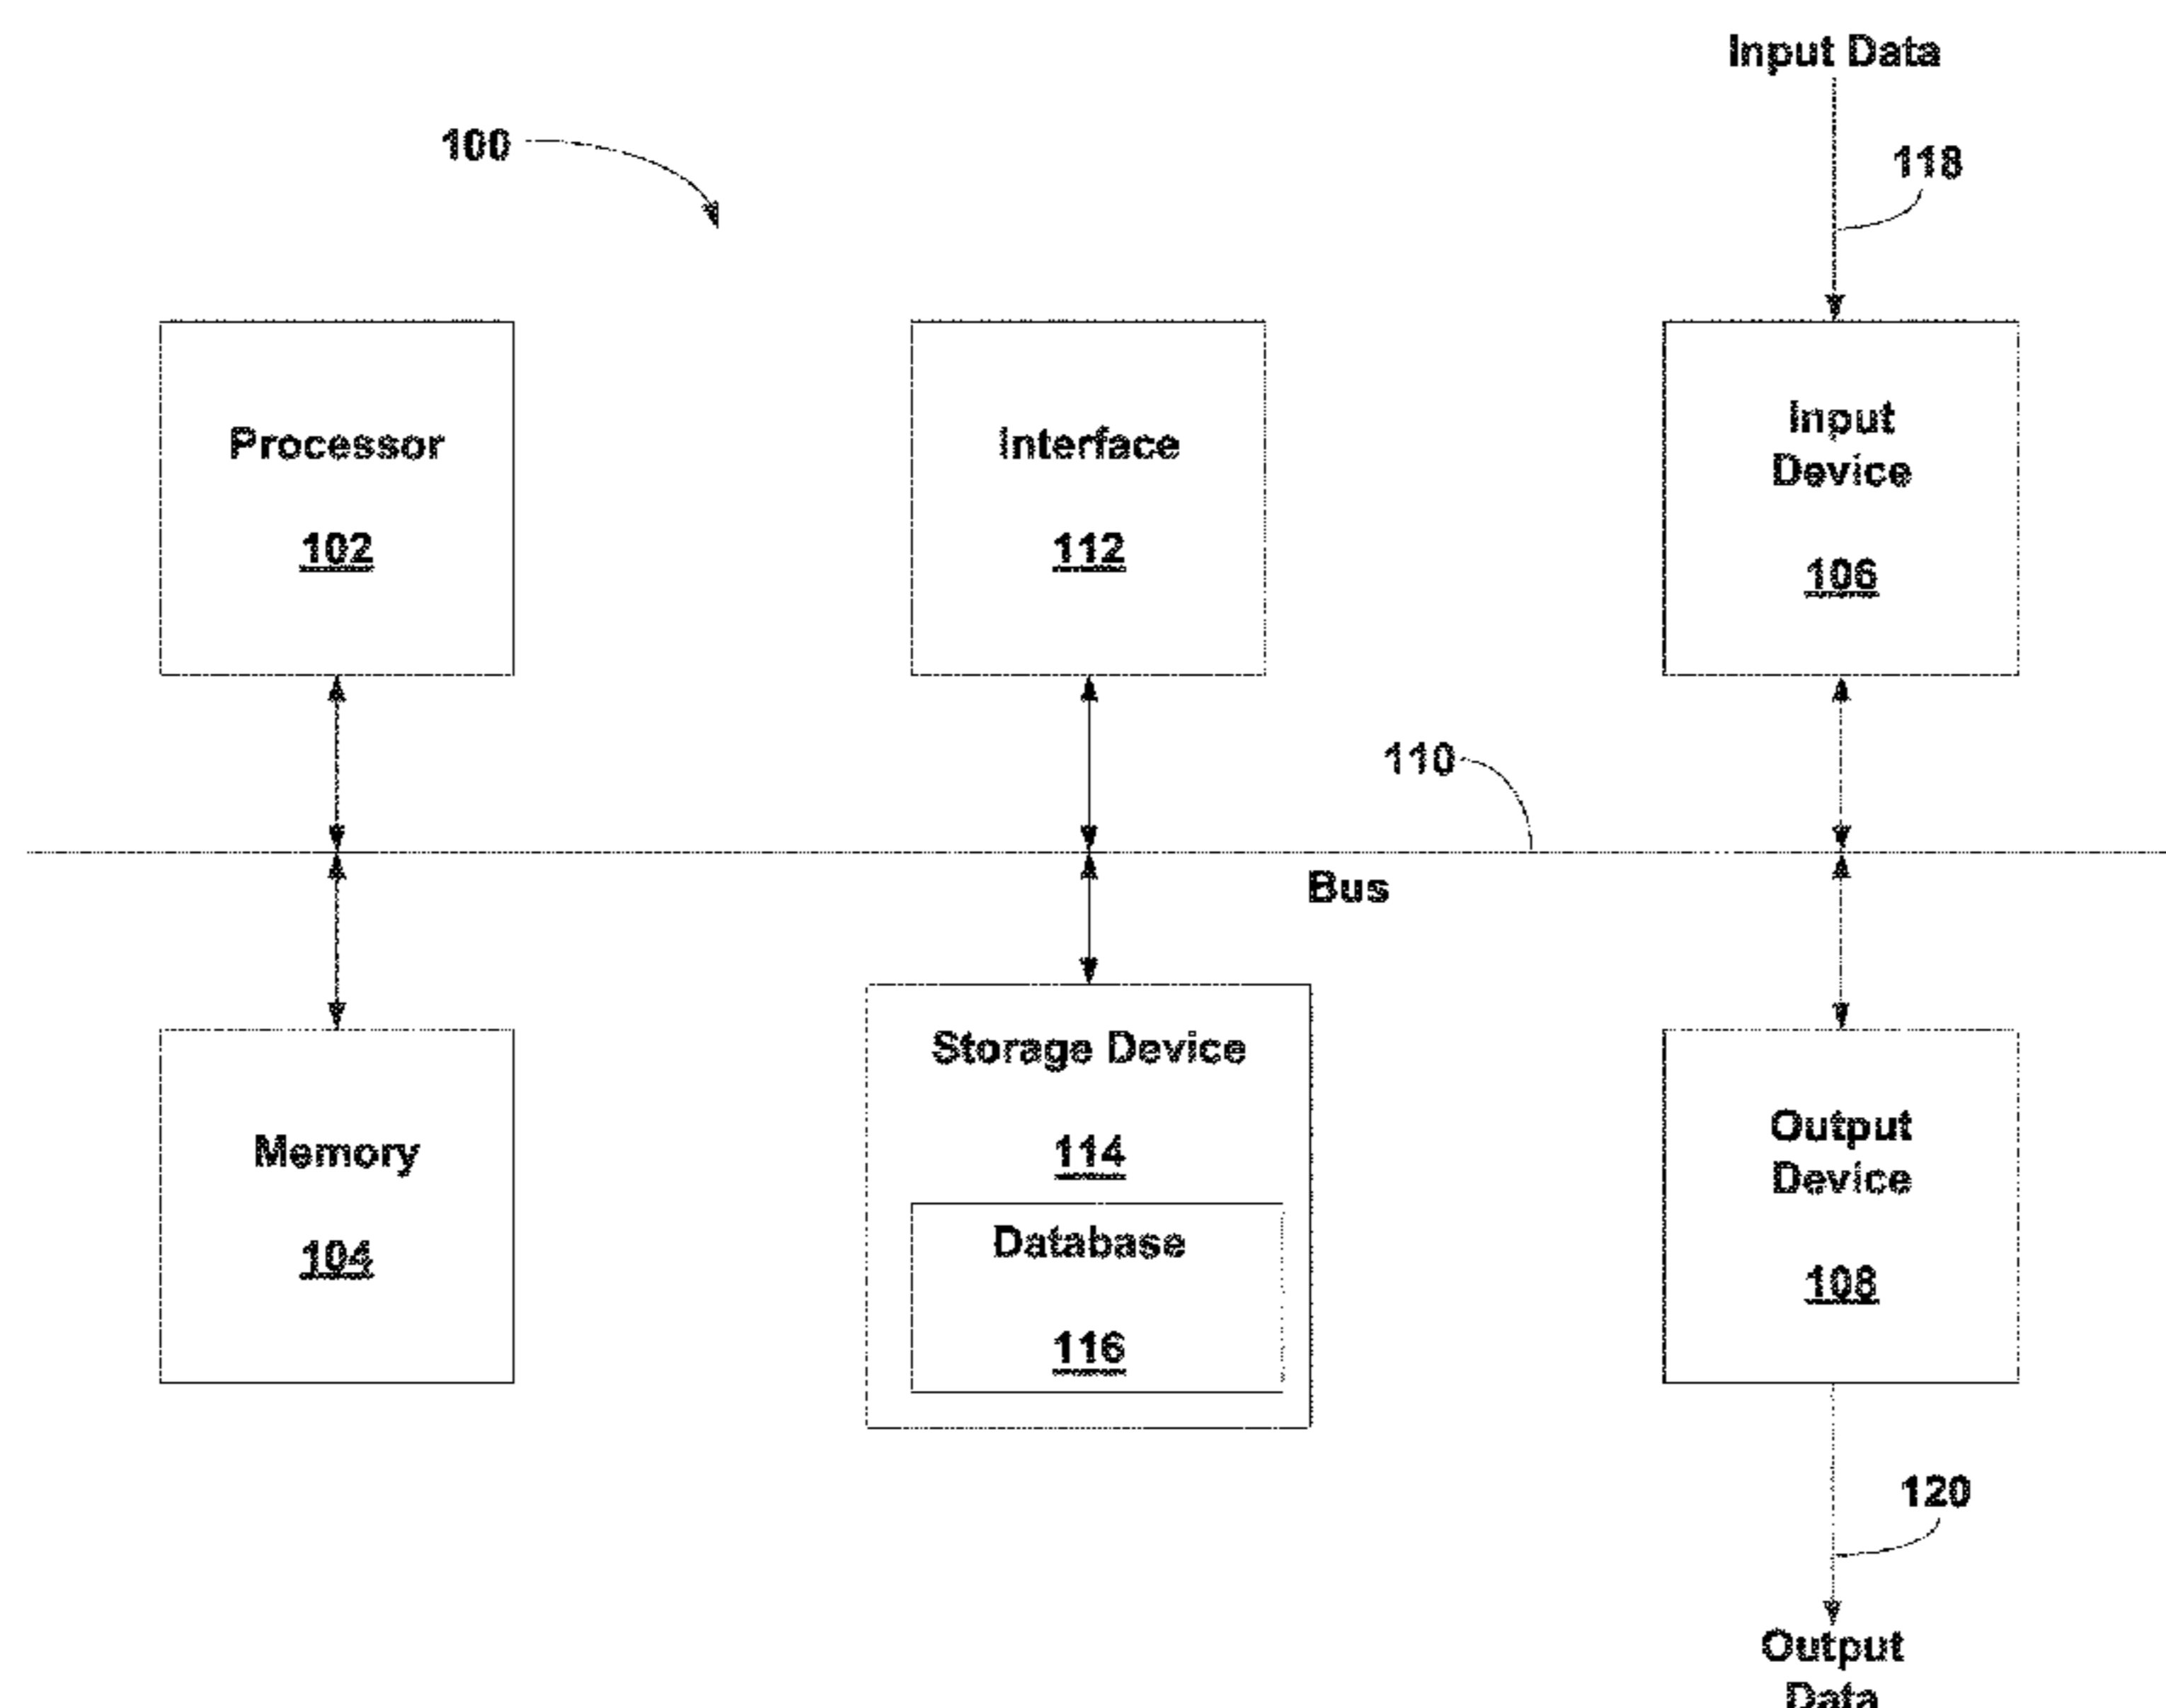 Input Data
100
118
Processor
102
Interface
112
Input
Device
106
110
Bus
Memory
104
Storage Device
114
Database
116
Output
Device
108
120
Output
Data